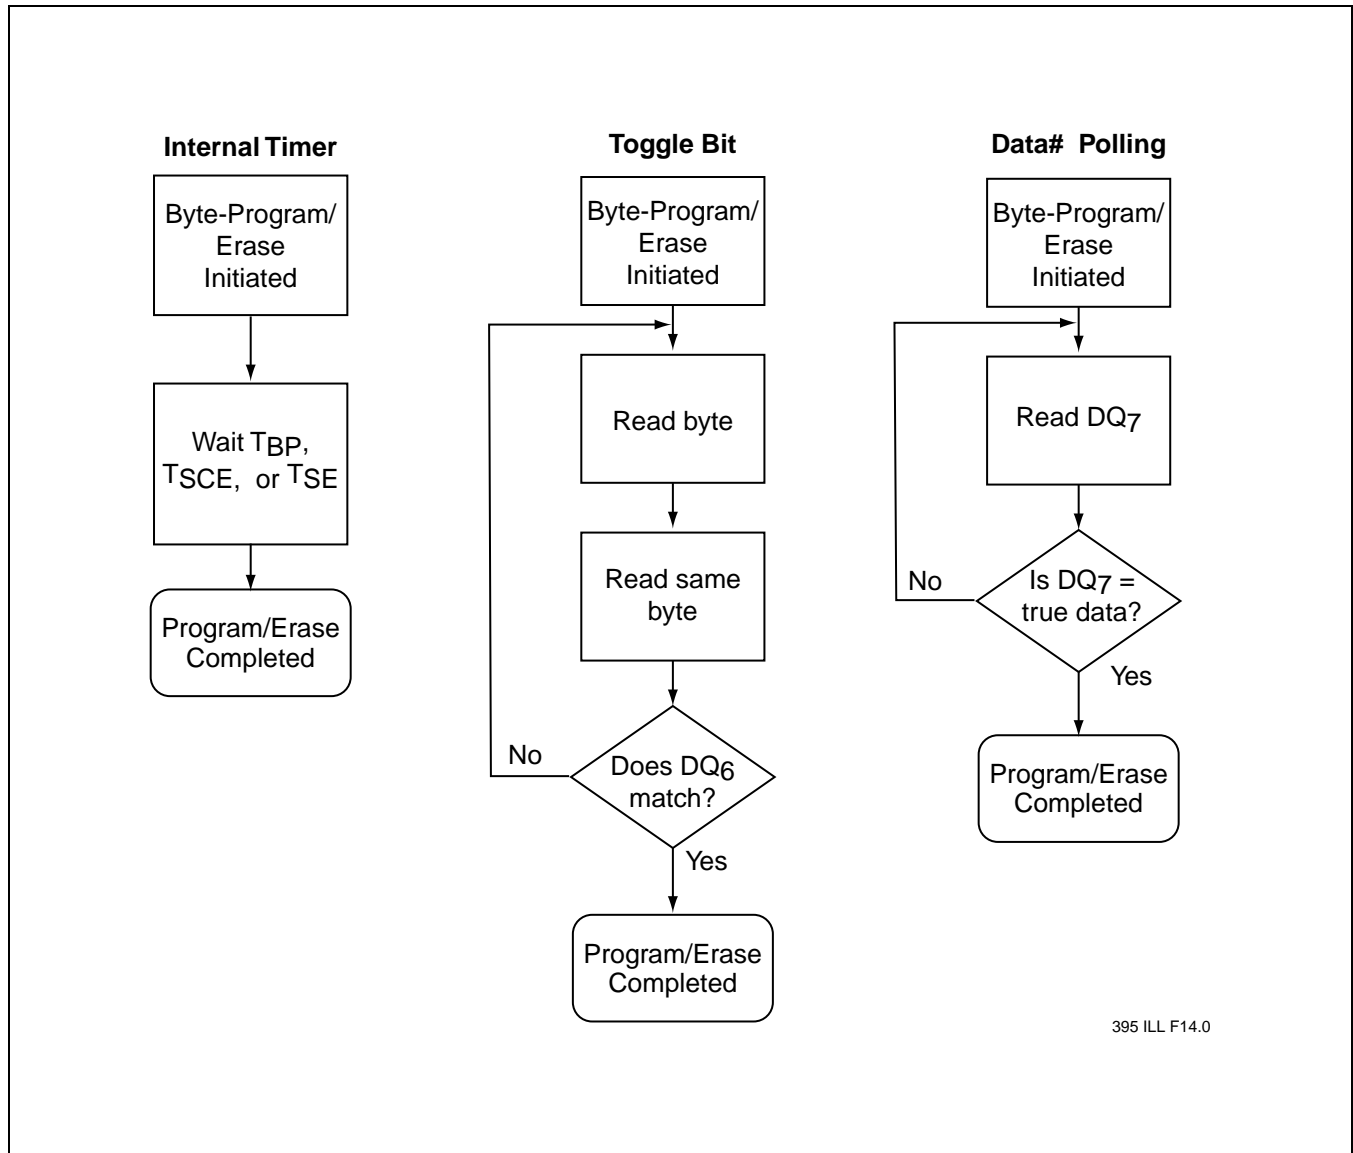 Internal Timer
Byte-Program/
Erase
Initiated
Wait TBP,
TSCE, or TSE
Program/Erase
Completed
Toggle Bit
Byte-Program/
Erase
Initiated
Read byte
Read same
byte
No
Does DQ6
match?
Yes
Program/Erase
Completed
Data# Polling
Byte-Program/
Erase
Initiated
Read DQ7
No
Is DQ7 =
true data?
Yes
Program/Erase
Completed
395 ILL F14.0